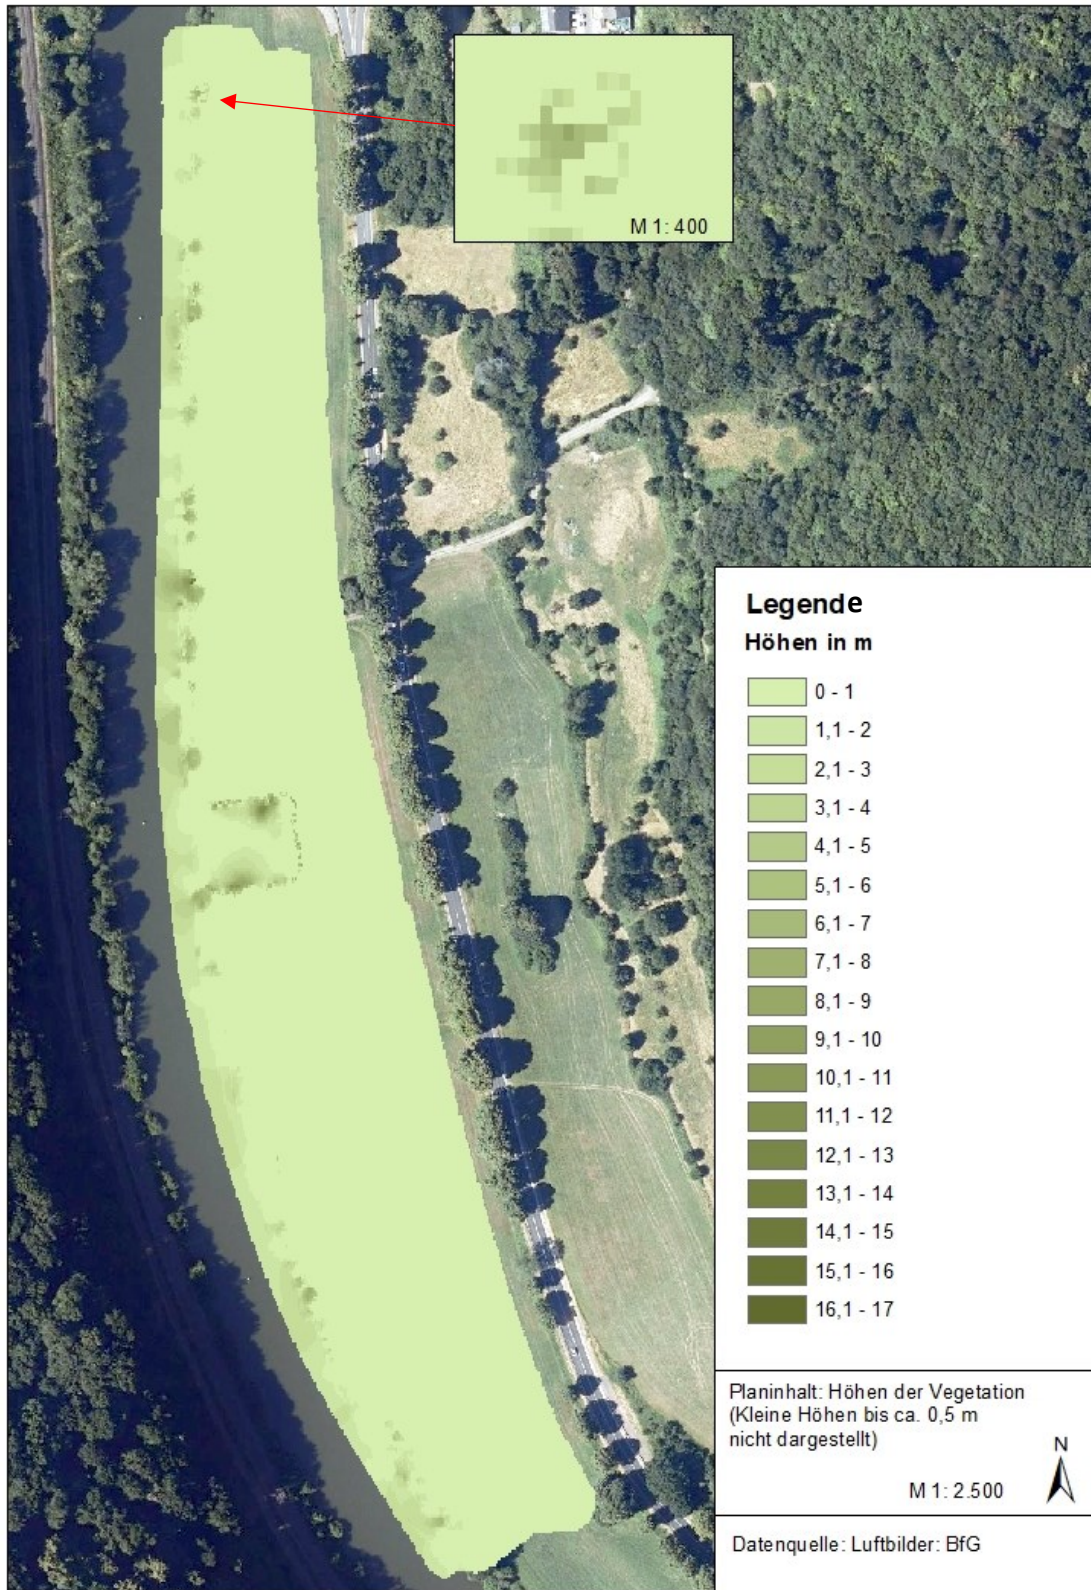 M 1: 400
Legende
Höhen in m
0 - 1
1,1 - 2
2,1 - 3
3,1 - 4
4,1 - 5
5,1 - 6
6,1 - 7
7,1 - 8
8,1 - 9
9,1 - 10
10,1 - 11
11,1 - 12
12,1 - 13
13,1 - 14
14,1 - 15
15,1 - 16
16,1 - 17
Planinhalt: Höhen der Vegetation
(Kleine Höhen bis ca. 0,5 m
nicht dargestellt)
N
M 1: 2.500
Datenquelle: Luftbilder: BfG